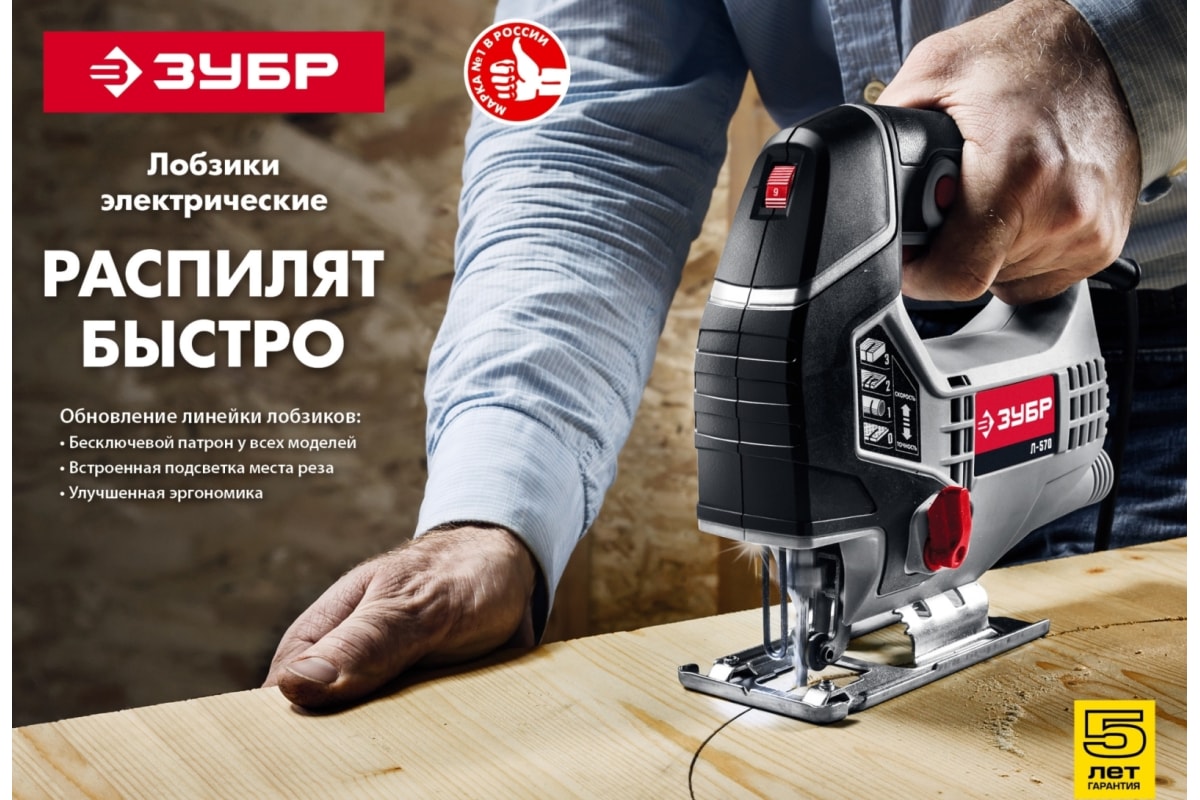 ЗУБР
МАРКА №1 В РОССИИ
Лобзики
электрические
РАСПИЛЯТ
БЫСТРО
Обновление линейки лобзиков:
• Бесключевой патрон у всех моделей
• Встроенная подсветка места реза
• Улучшенная эргономика
9
3
2
1
0
СКОРОСТЬ
ТОЧНОСТЬ
ЗУБР
Л-570
5
лет
ГАРАНТИЯ